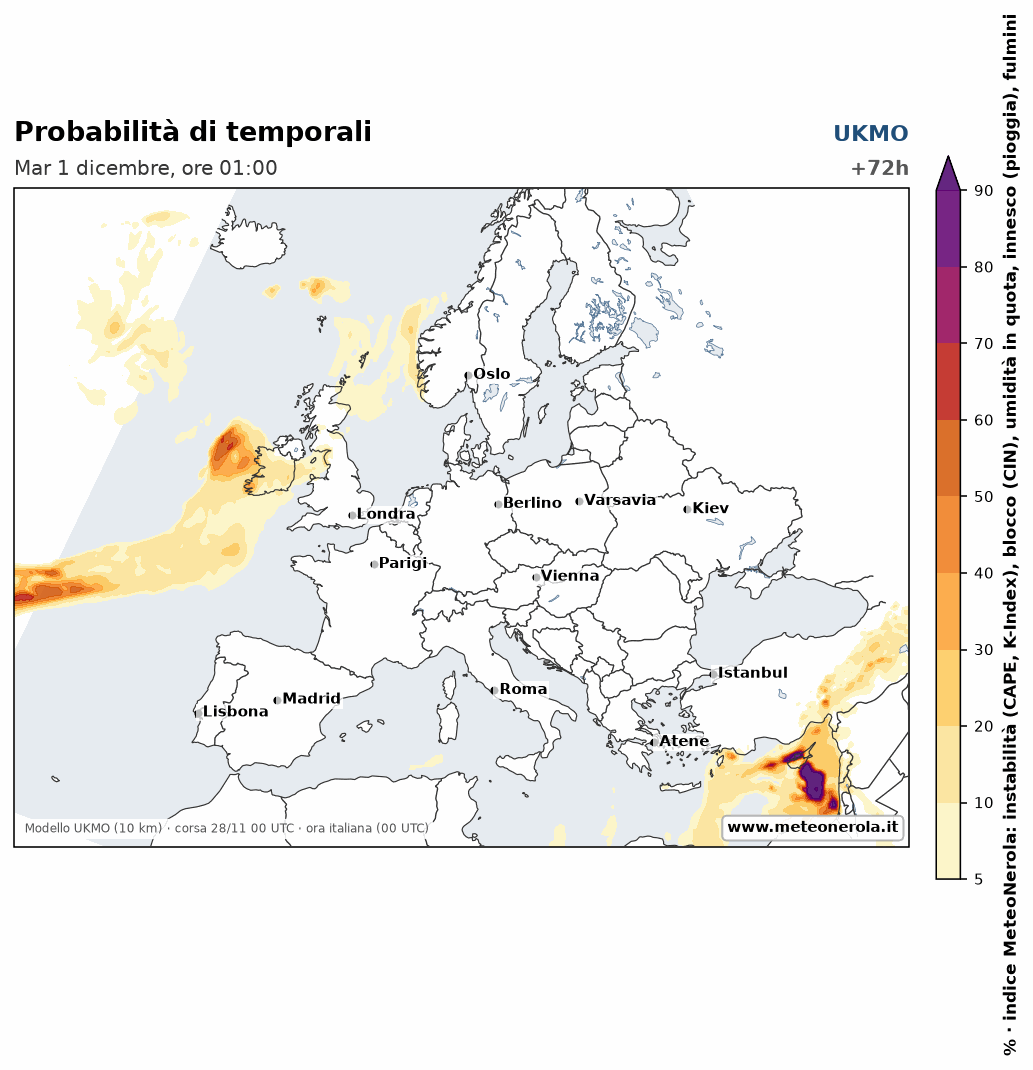 Probabilità di temporali
UKMO
Mar 1 dicembre, ore 01:00
+72h
Oslo
Londra
Berlino
Varsavia
Kiev
Parigi
Vienna
Istanbul
Roma
Madrid
Lisbona
Atene
Modello UKMO (10 km) · corsa 28/11 00 UTC · ora italiana (00 UTC)
www.meteonerola.it
90
80
70
60
50
40
30
20
10
5
% · indice MeteoNerola: instabilità (CAPE, K-Index), blocco (CIN), umidità in quota, innesco (pioggia), fulmini